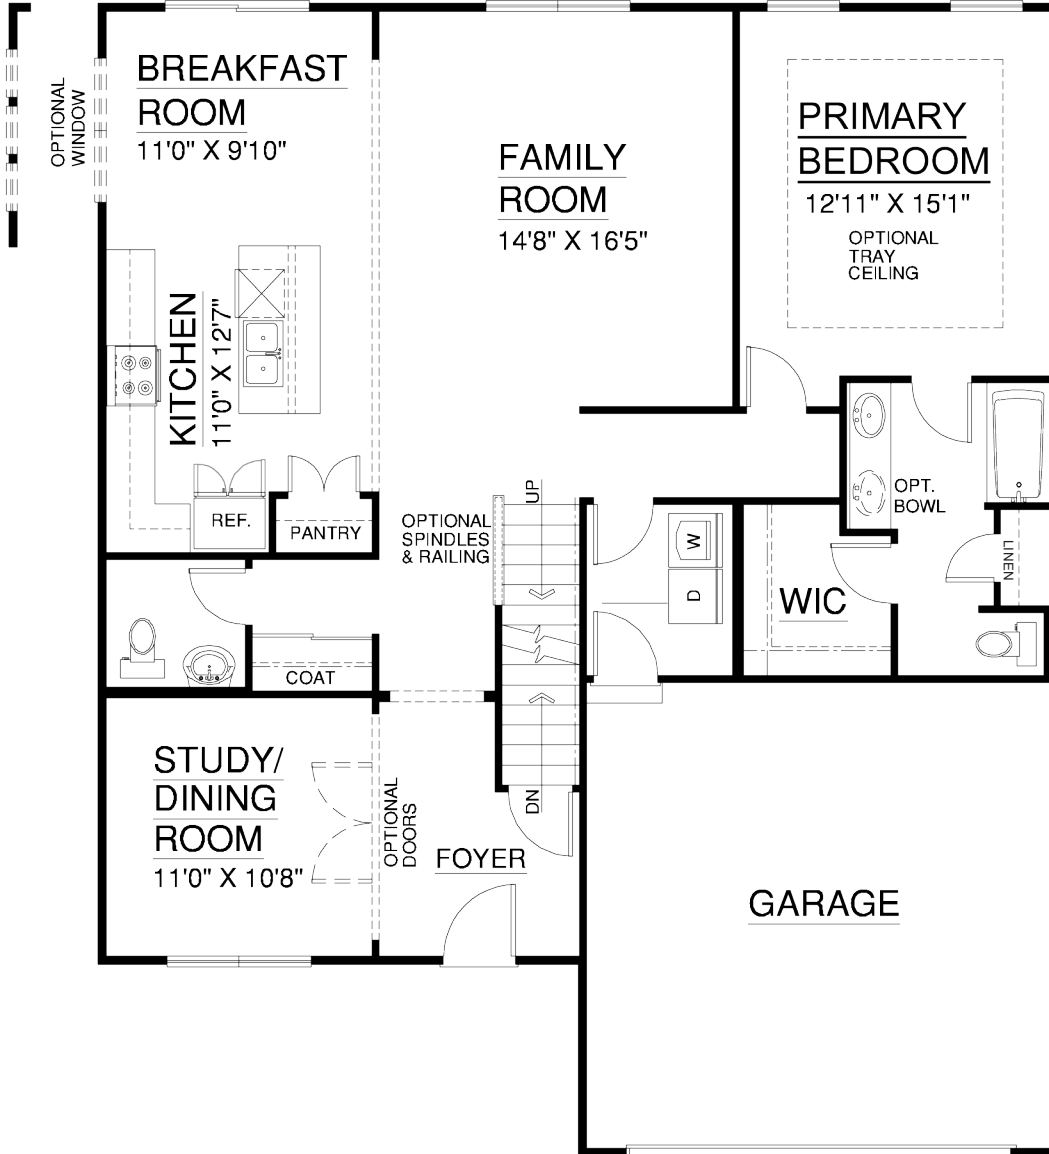 OPTIONAL
WINDOW
BREAKFAST
ROOM
11'0" X 9'10"
FAMILY
ROOM
14'8" X 16'5"
PRIMARY
BEDROOM
12'11" X 15'1"
OPTIONAL
TRAY
CEILING
KITCHEN
11'0" X 12'7"
REF.
PANTRY
OPTIONAL
SPINDLES
& RAILING
UP
W
D
OPT.
BOWL
LINEN
WIC
COAT
STUDY/
DINING
ROOM
11'0" X 10'8"
OPTIONAL
DOORS
DN
FOYER
GARAGE